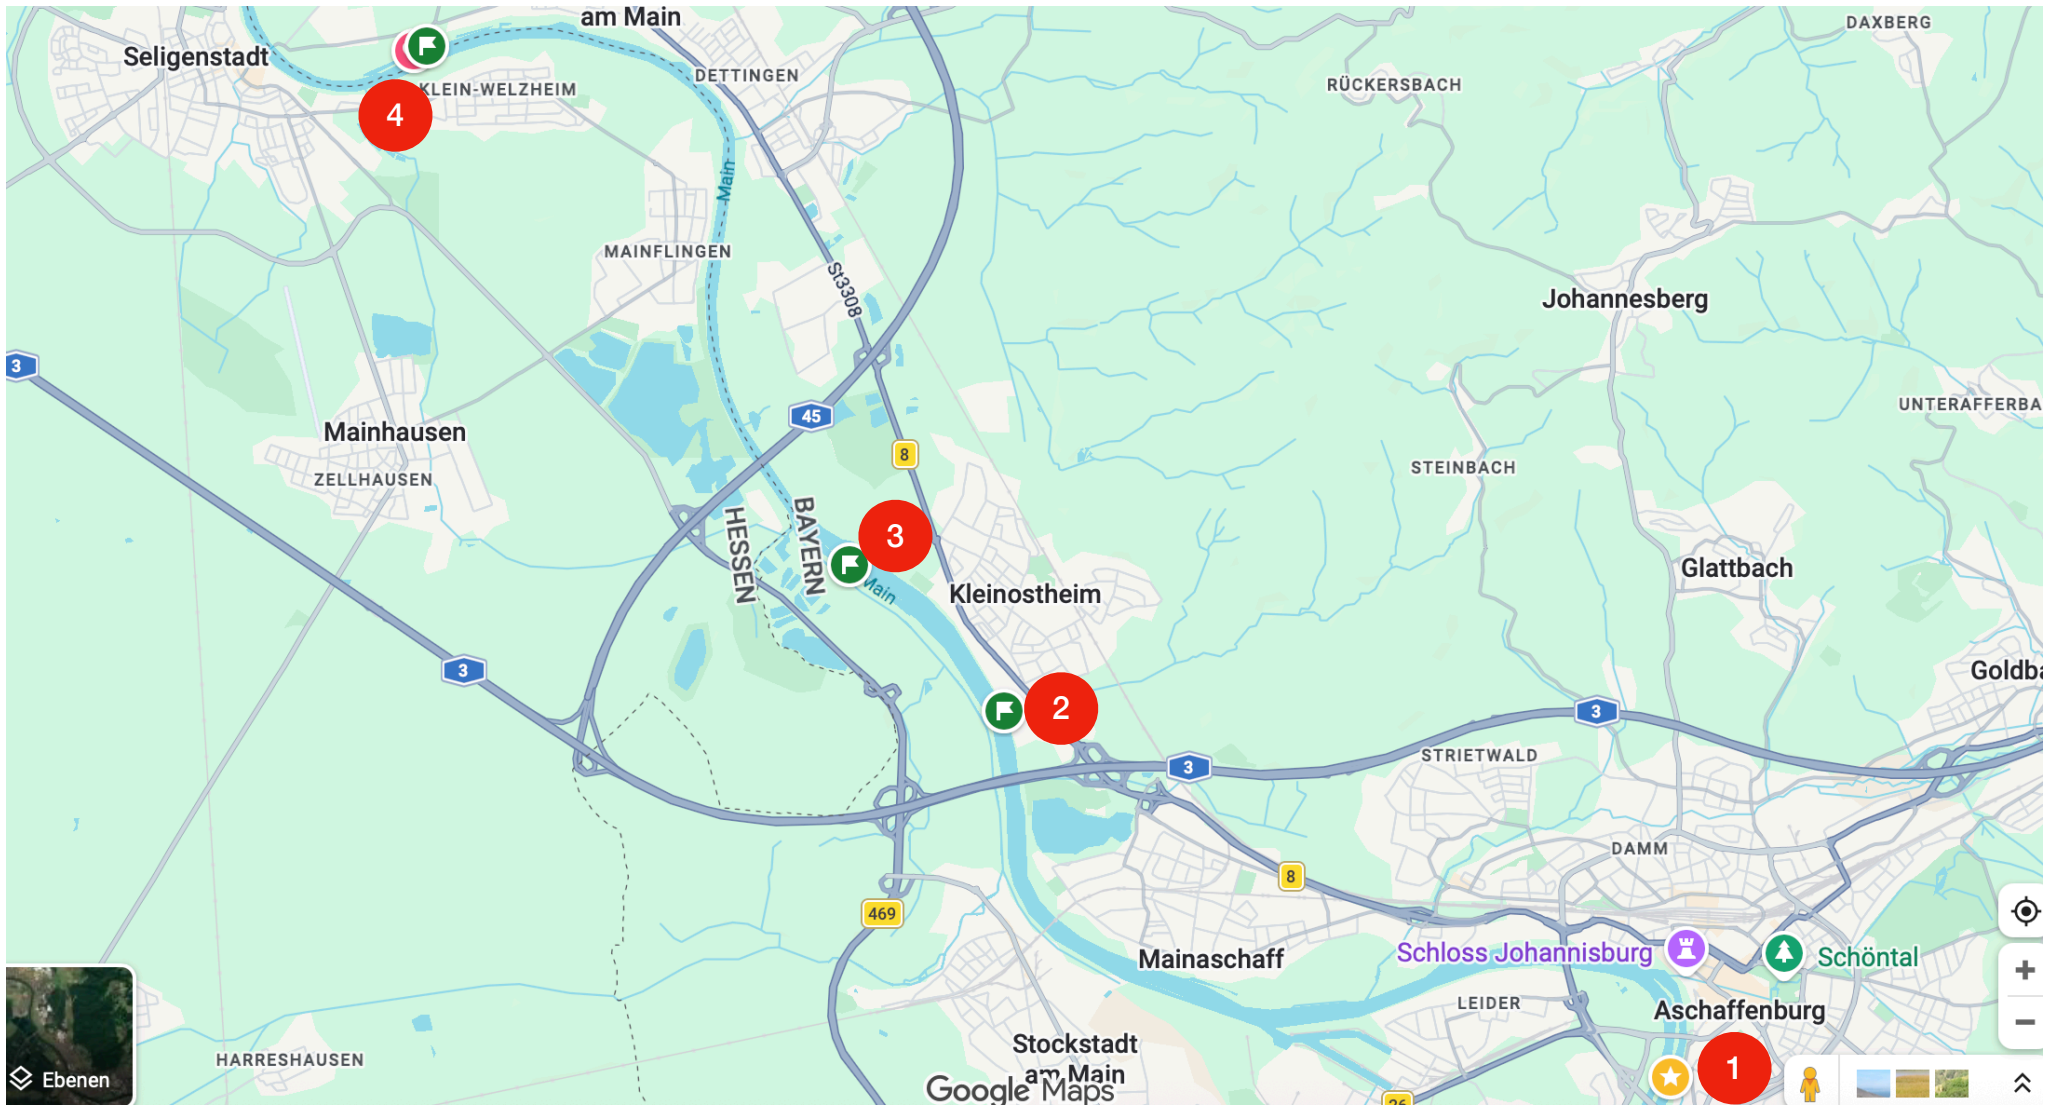 am Main
DAXBERG
Seligenstadt
DETTINGEN
RÜCKERSBACH
KLEIN-WELZHEIM
4
Main
MAINFLINGEN
St3308
Johannesberg
3
45
UNTERAFFERBA
Mainhausen
8
STEINBACH
ZELLHAUSEN
HESSEN
BAYERN
3
Main
Kleinostheim
Glattbach
3
Goldba
2
3
3
STRIETWALD
DAMM
8
469
Mainaschaff
Schloss Johannisburg
Schöntal
LEIDER
Aschaffenburg
Stockstadt
am Main
HARRESHAUSEN
Ebenen
Google Maps
1
26